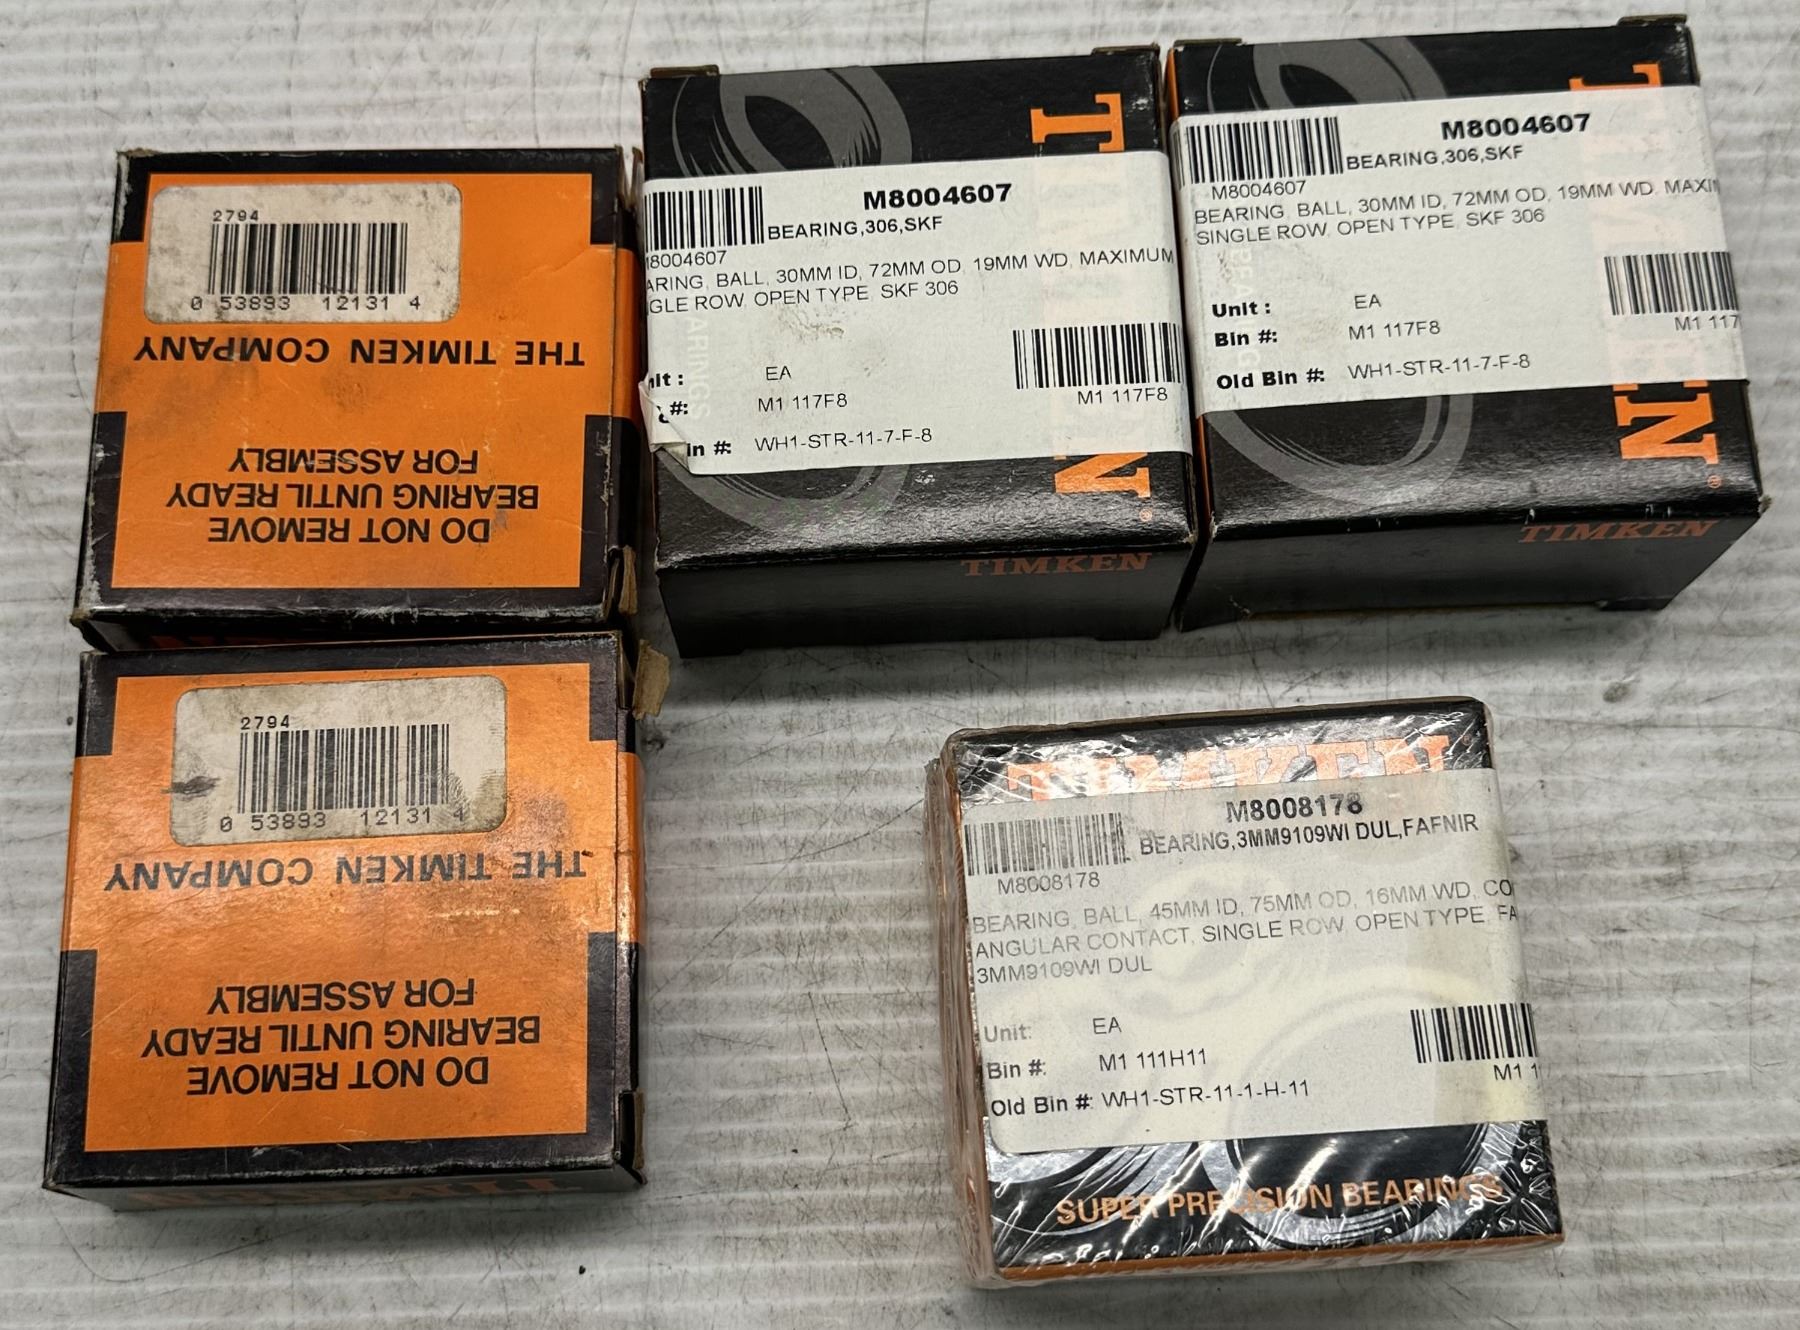 2794
0 53893 12131 4
THE TIMKEN COMPANY
DO NOT REMOVE
BEARING UNTIL READY
FOR ASSEMBLY
2794
0 53893 12131 4
THE TIMKEN COMPANY
DO NOT REMOVE
BEARING UNTIL READY
FOR ASSEMBLY
M8004607
BEARING,306,SKF
18004607
ARING, BALL, 30MM ID, 72MM OD, 19MM WD, MAXIMUM
GLE ROW, OPEN TYPE, SKF 306
nit : EA
#: M1 117F8
M1 117F8
in #: WH1-STR-11-7-F-8
TIMKEN
M8004607
BEARING,306,SKF
M8004607
BEARING, BALL, 30MM ID, 72MM OD, 19MM WD, MAXIM
SINGLE ROW, OPEN TYPE, SKF 306
Unit : EA
Bin #: M1 117F8
M1 117
Old Bin #: WH1-STR-11-7-F-8
TIMKEN
TIMKEN
M8008178
BEARING,3MM9109WI DUL,FAFNIR
M8008178
BEARING, BALL, 45MM ID, 75MM OD, 16MM WD, CO
ANGULAR CONTACT, SINGLE ROW, OPEN TYPE, FA
3MM9109WI DUL
Unit: EA
Bin #: M1 111H11
M1 1
Old Bin #: WH1-STR-11-1-H-11
SUPER PRECISION BEARINGS